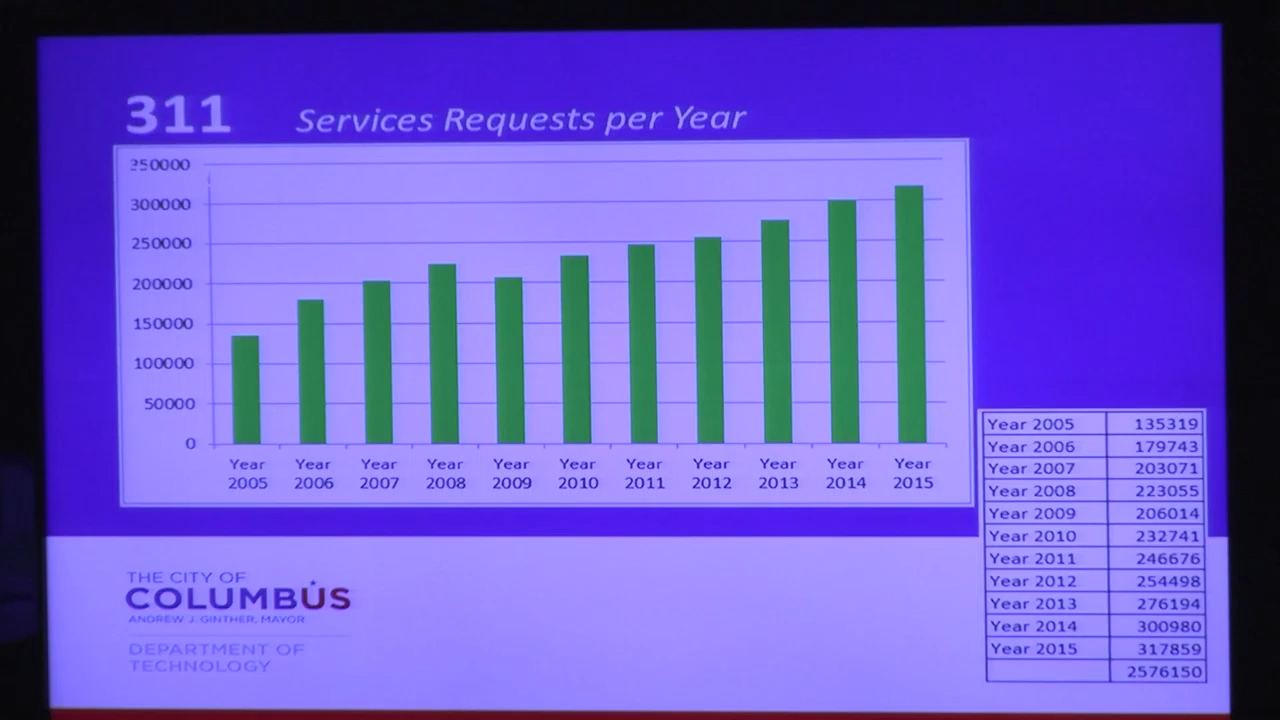 311 Services Requests per Year
350000
300000
250000
200000
150000
100000
50000
0
Year 2005
Year 2006
Year 2007
Year 2008
Year 2009
Year 2010
Year 2011
Year 2012
Year 2013
Year 2014
Year 2015
Year 2005 135319
Year 2006 179743
Year 2007 203071
Year 2008 223055
Year 2009 206014
Year 2010 232741
Year 2011 246676
Year 2012 254498
Year 2013 276194
Year 2014 300980
Year 2015 317859
2576150
THE CITY OF
COLUMBUS
ANDREW J. GINTHER, MAYOR
DEPARTMENT OF
TECHNOLOGY